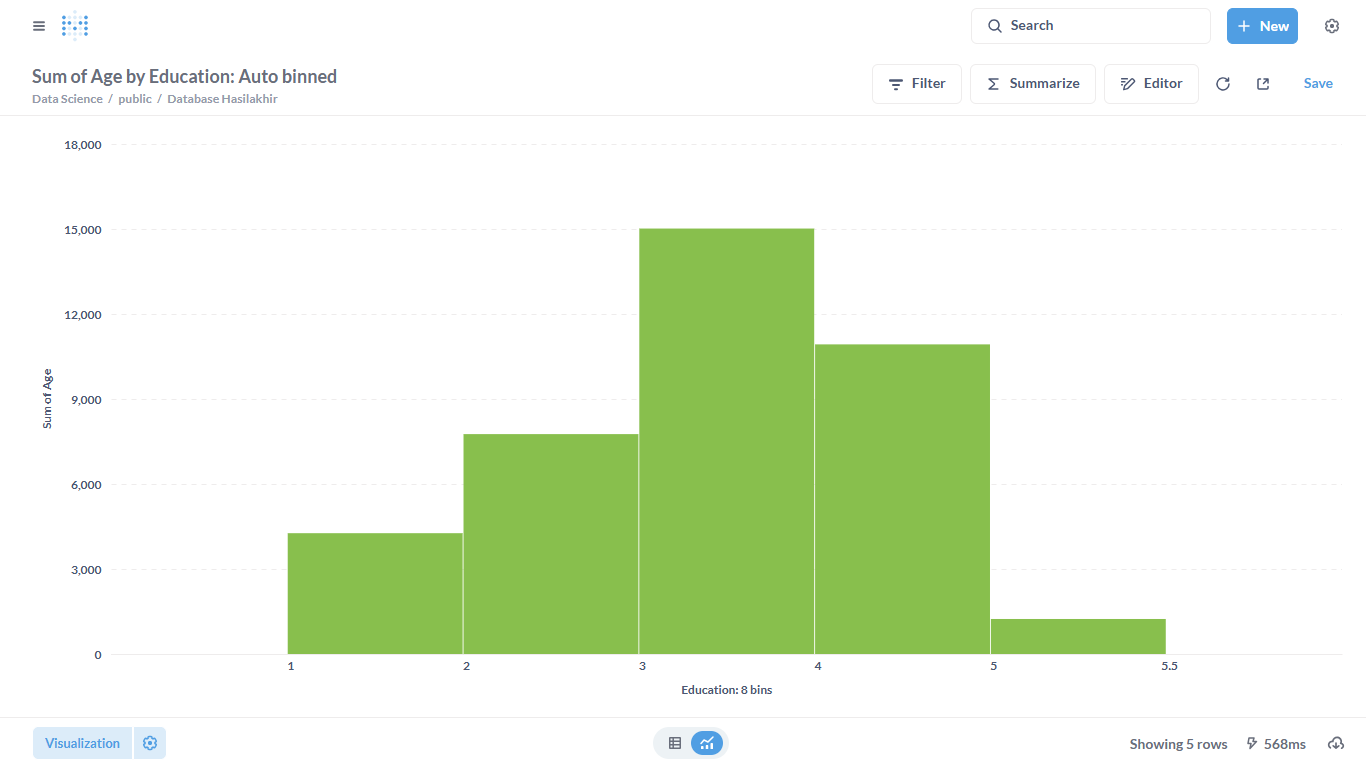 Search
New
Sum of Age by Education: Auto binned
Data Science / public / Database Hasilakhir
Filter
Summarize
Editor
Save
18,000
15,000
12,000
9,000
6,000
3,000
0
Sum of Age
1 2 3 4 5 5.5
Education: 8 bins
Visualization
Showing 5 rows
568ms